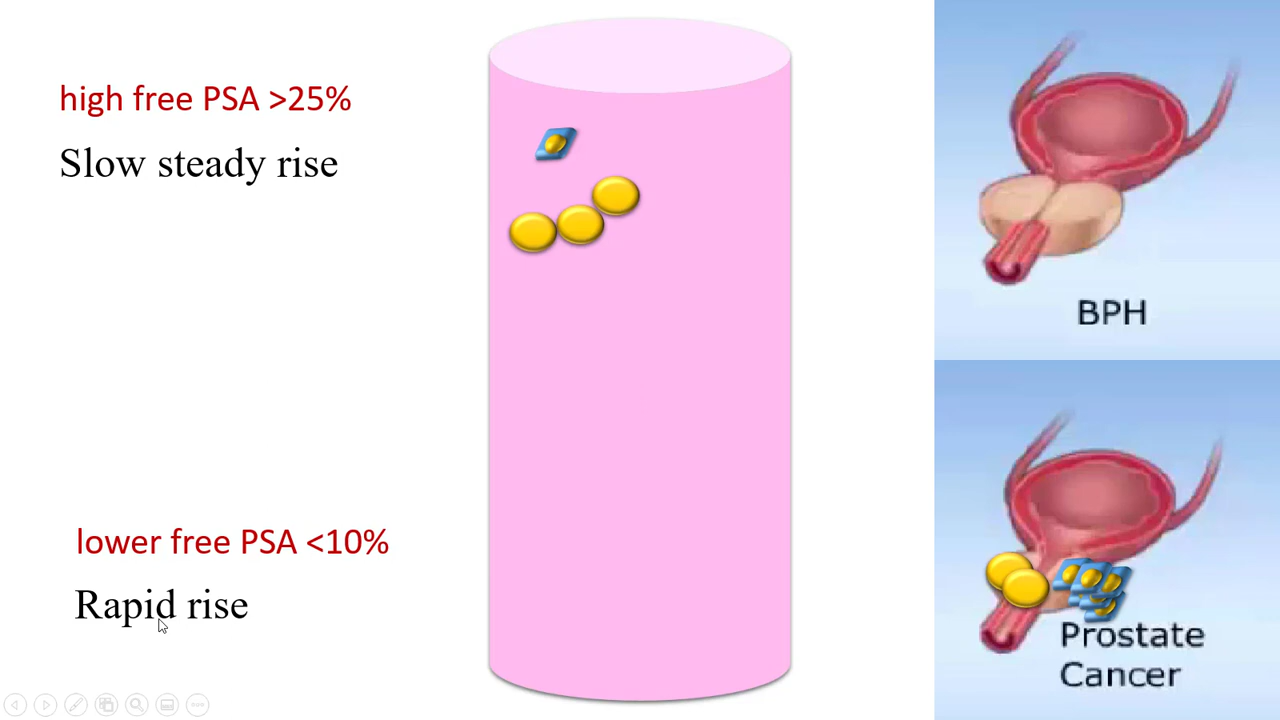 high free PSA >25%
Slow steady rise
BPH
lower free PSA <10%
Rapid rise
Prostate
Cancer